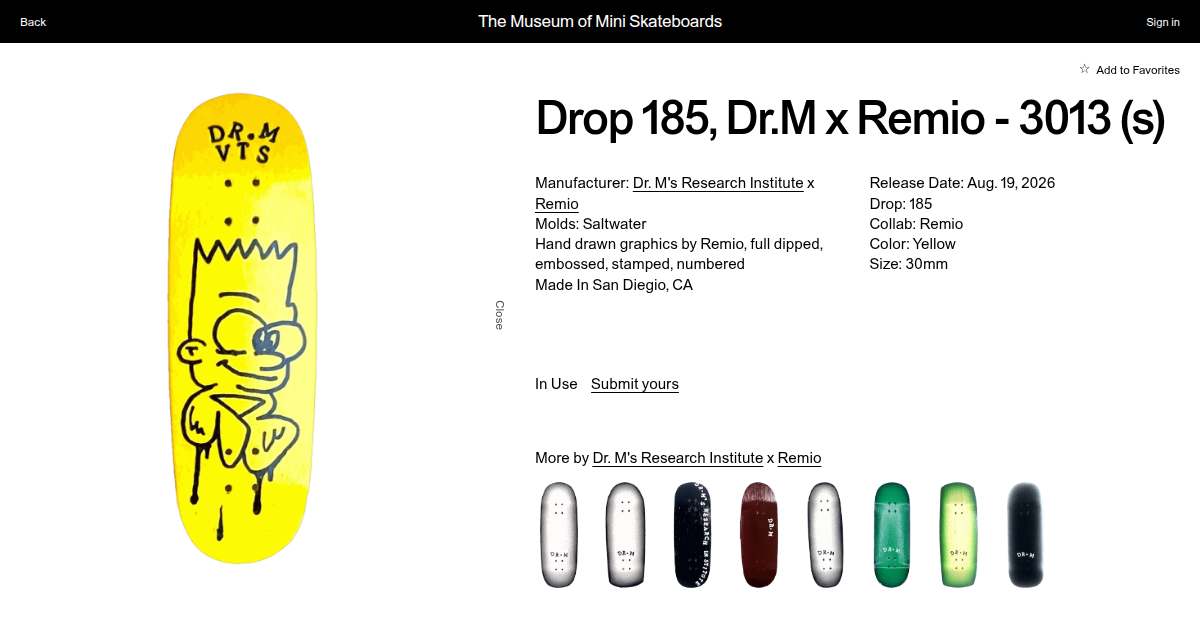 Back
The Museum of Mini Skateboards
Sign in
☆ Add to Favorites
DR.M
VTS
Drop 185, Dr.M x Remio - 3013 (s)
Manufacturer: Dr. M's Research Institute x
Remio
Molds: Saltwater
Hand drawn graphics by Remio, full dipped,
embossed, stamped, numbered
Made In San Diegio, CA
Release Date: Aug. 19, 2026
Drop: 185
Collab: Remio
Color: Yellow
Size: 30mm
Close
In Use Submit yours
More by Dr. M's Research Institute x Remio
DR.M
DR.M
DR.M'S RESEARCH INSTITUTE
DR.M
DR.M
DR.M
DR.M
DR.M